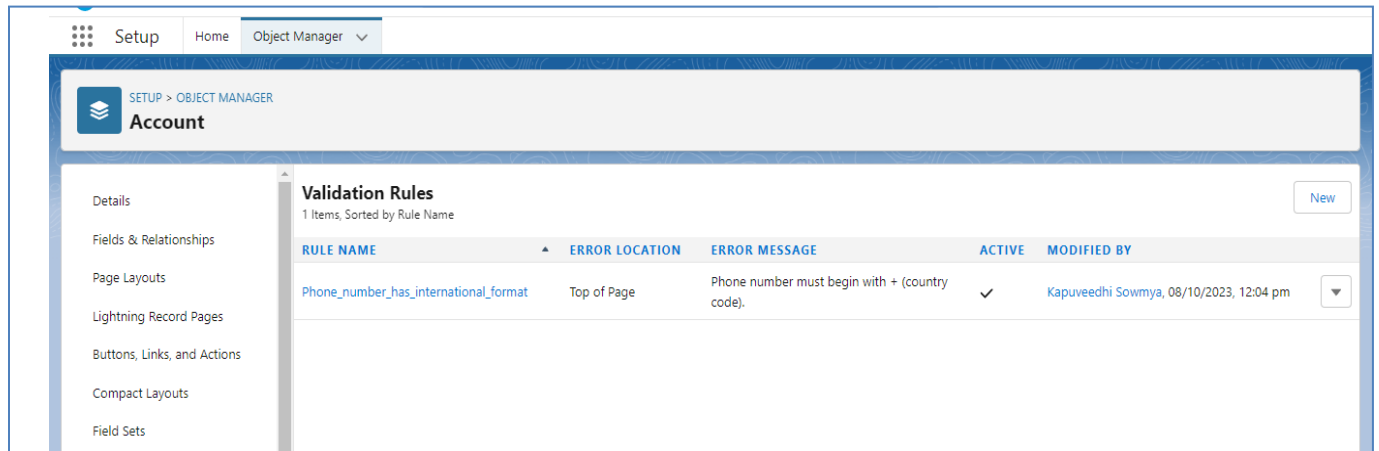 Setup Home Object Manager
SETUP > OBJECT MANAGER
Account
Details
Fields & Relationships
Page Layouts
Lightning Record Pages
Buttons, Links, and Actions
Compact Layouts
Field Sets
Validation Rules
1 Items, Sorted by Rule Name
New
RULE NAME ERROR LOCATION ERROR MESSAGE ACTIVE MODIFIED BY
Phone_number_has_international_format Top of Page Phone number must begin with + (country
code). Kapuveedhi Sowmya, 08/10/2023, 12:04 pm